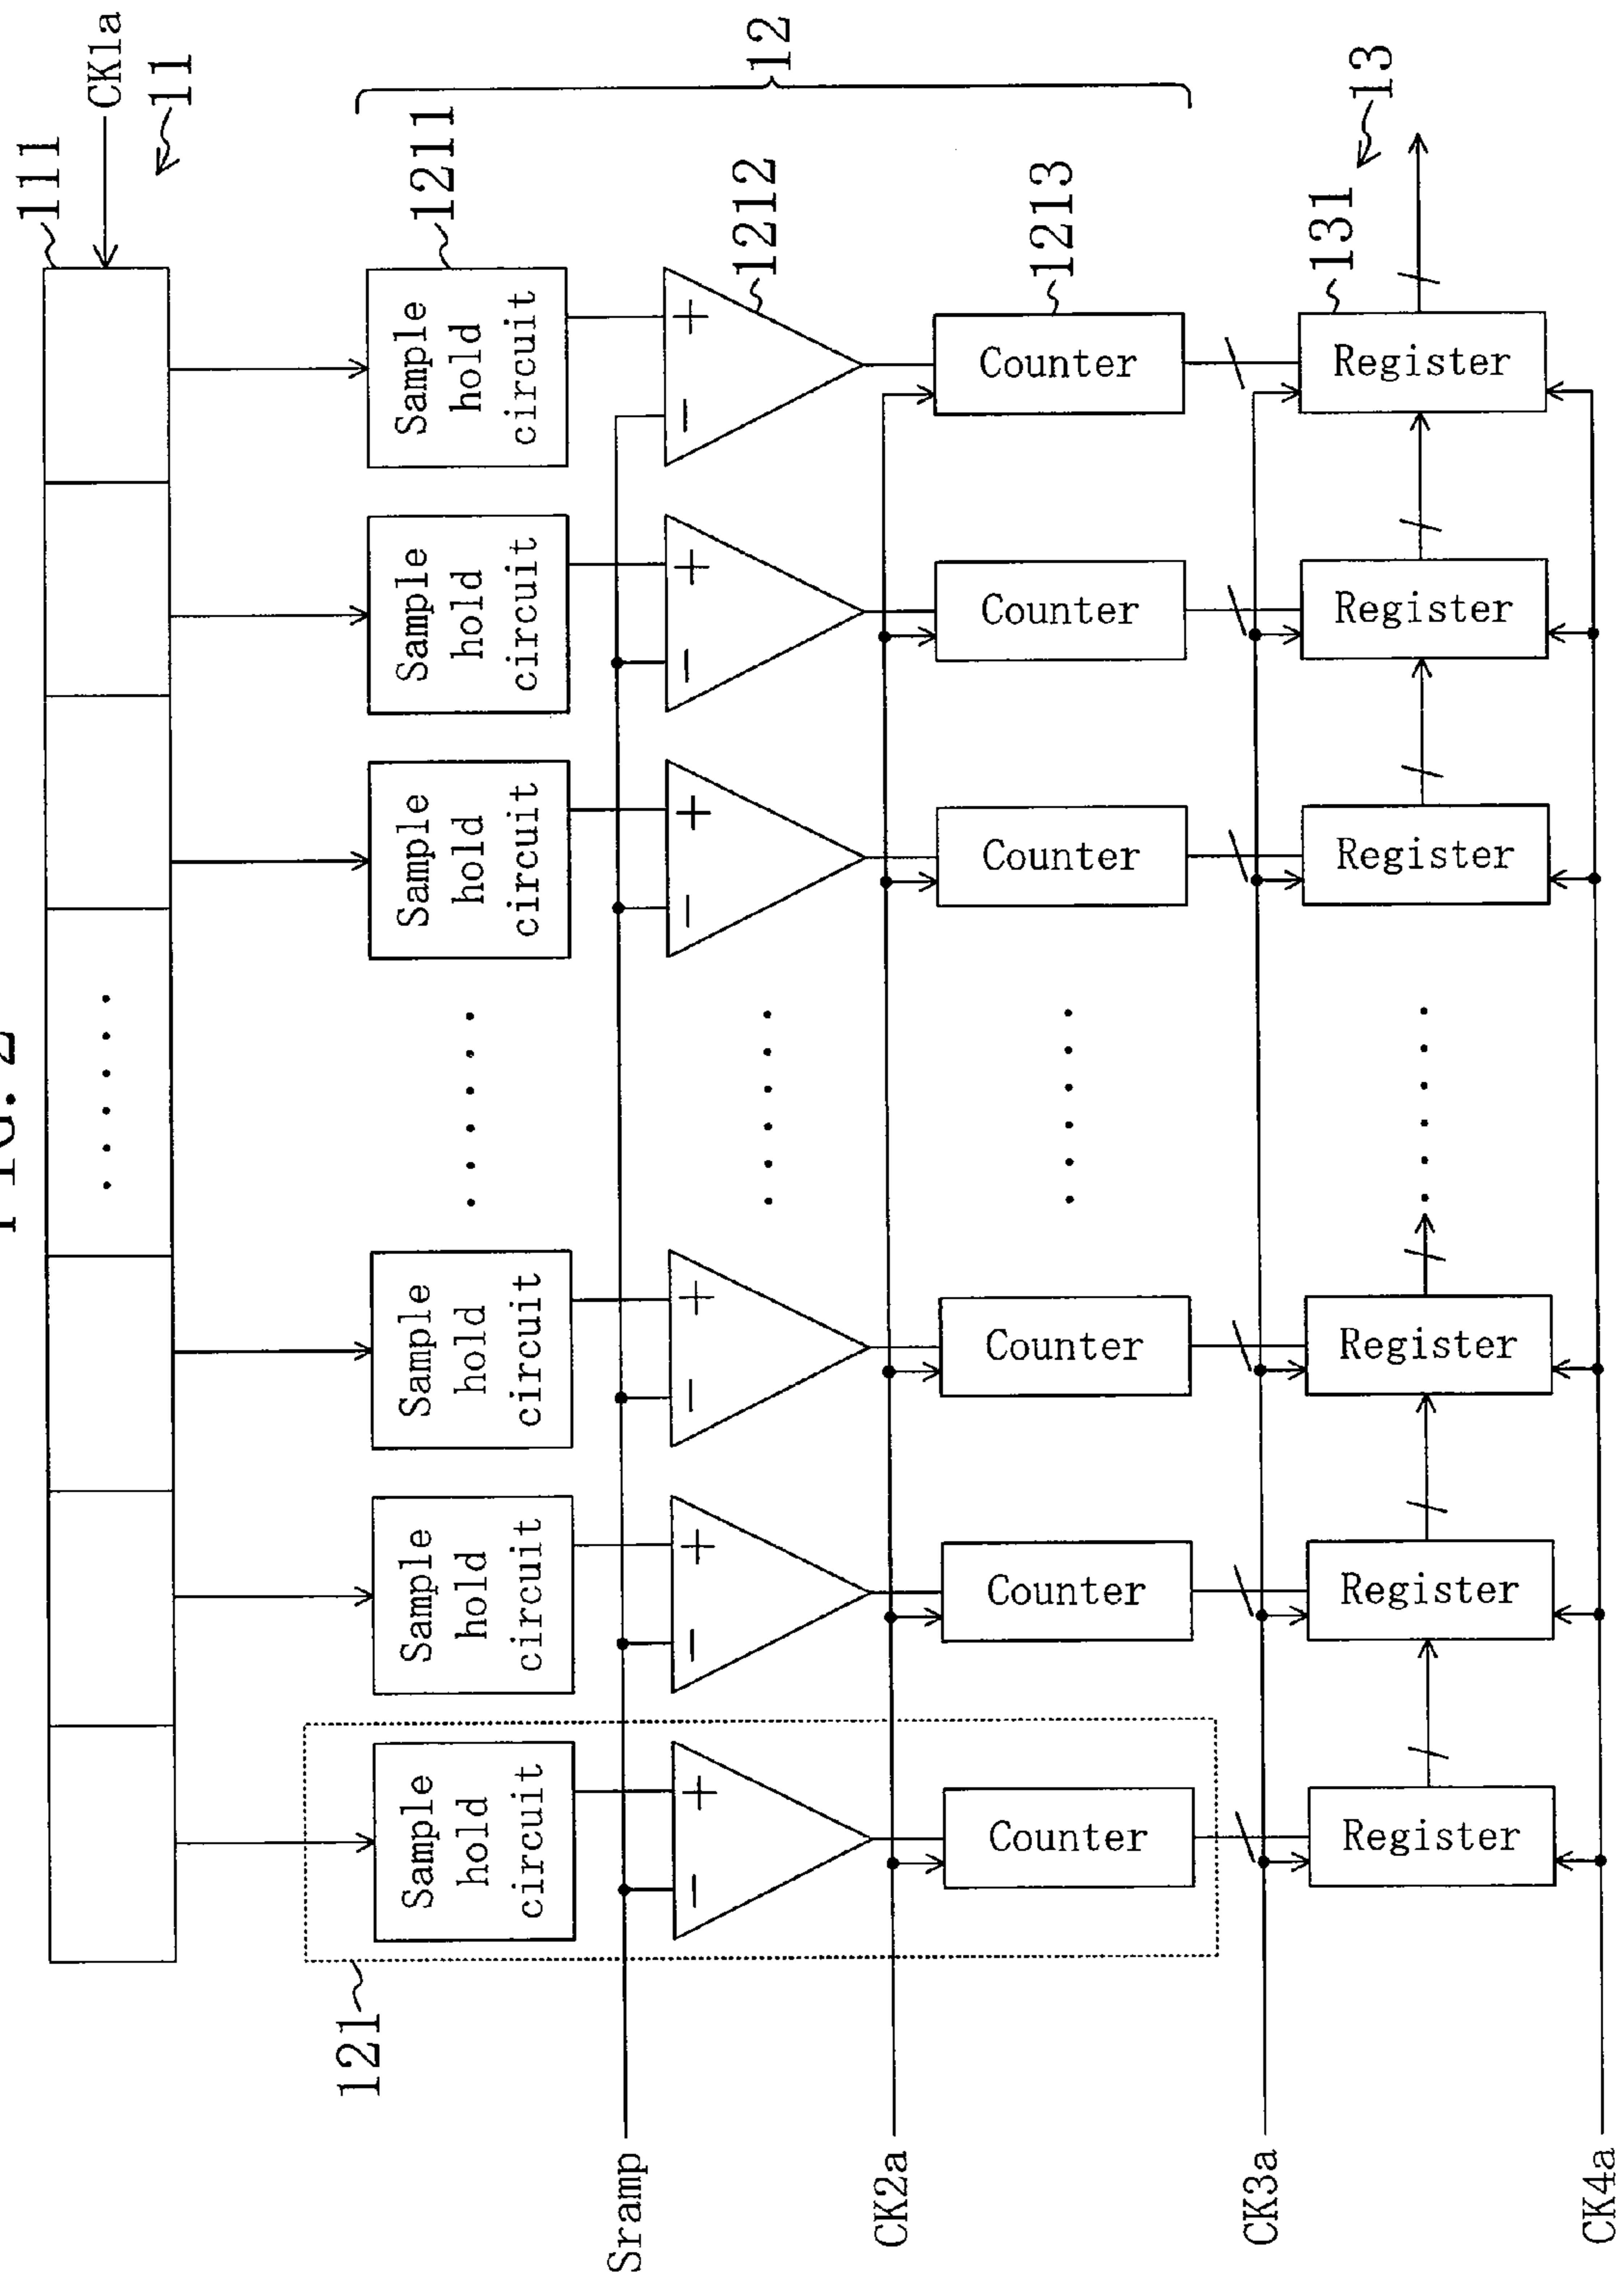 FIG. 2
111
CK1a
11
Sample
hold
circuit
Sample
hold
circuit
Sample
hold
circuit
Sample
hold
circuit
Sample
hold
circuit
Sample
hold
circuit
1211
12
121
Sramp
−
+
−
+
−
+
−
+
−
+
−
+
1212
CK2a
Counter
Counter
Counter
Counter
Counter
Counter
1213
CK3a
Register
Register
Register
Register
Register
Register
131
13
CK4a